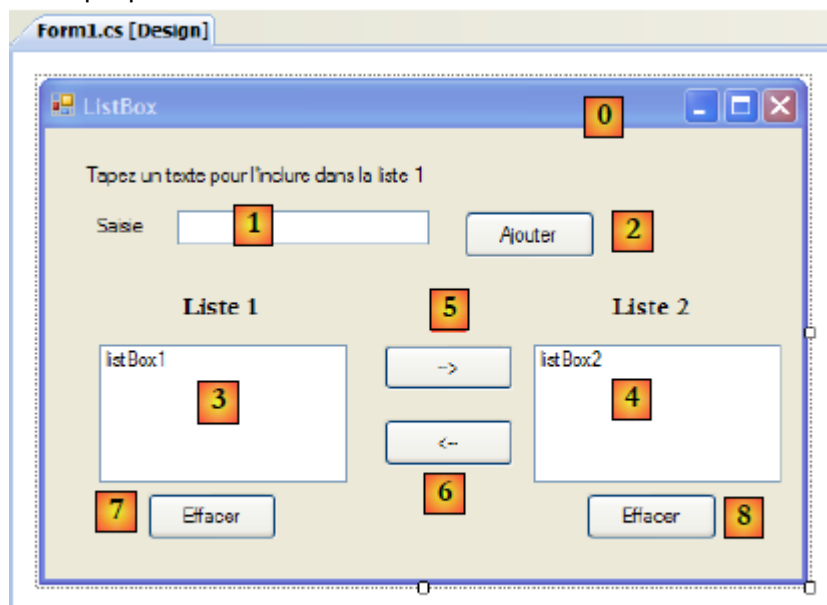 Form1.cs [Design]
ListBox 0
Tapez un texte pour l'inclure dans la liste 1
Saisie 1 Ajouter 2
Liste 1 5 Liste 2
listBox1 --> listBox2
3 4
<--
7 Effacer 6 Effacer 8